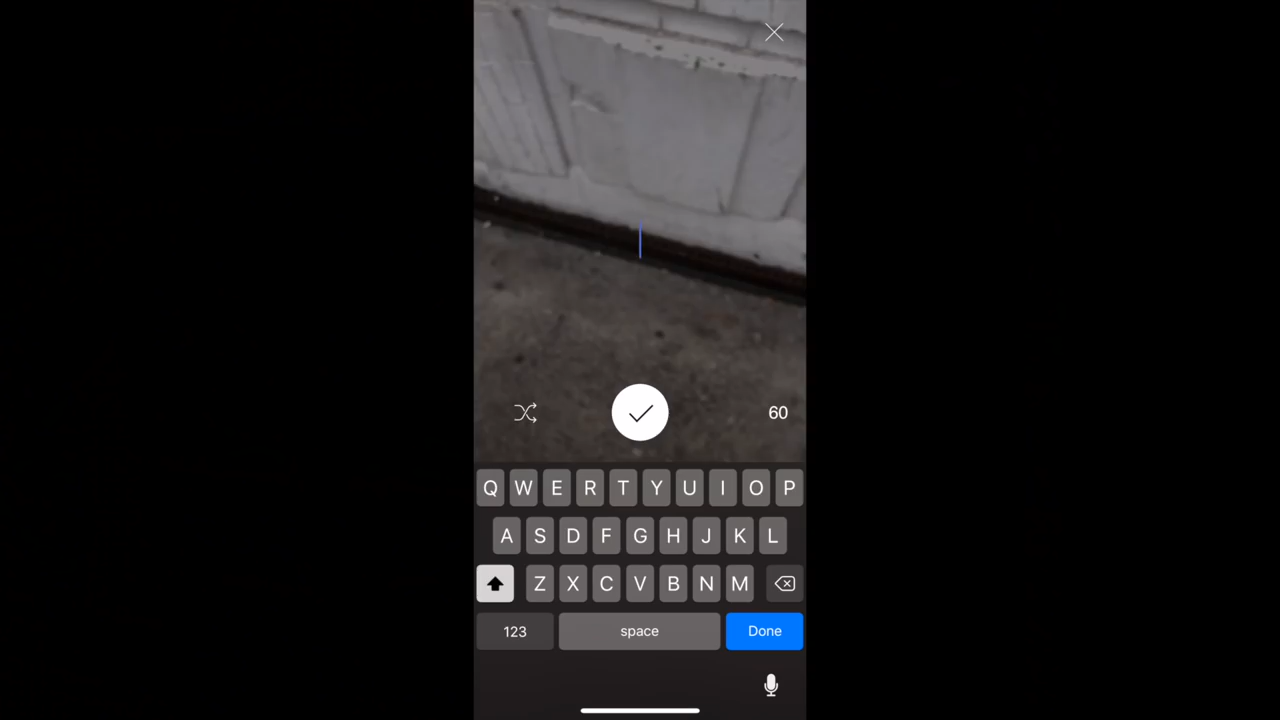 60
Q W E R T Y U I O P
A S D F G H J K L
Z X C V B N M
123 space Done